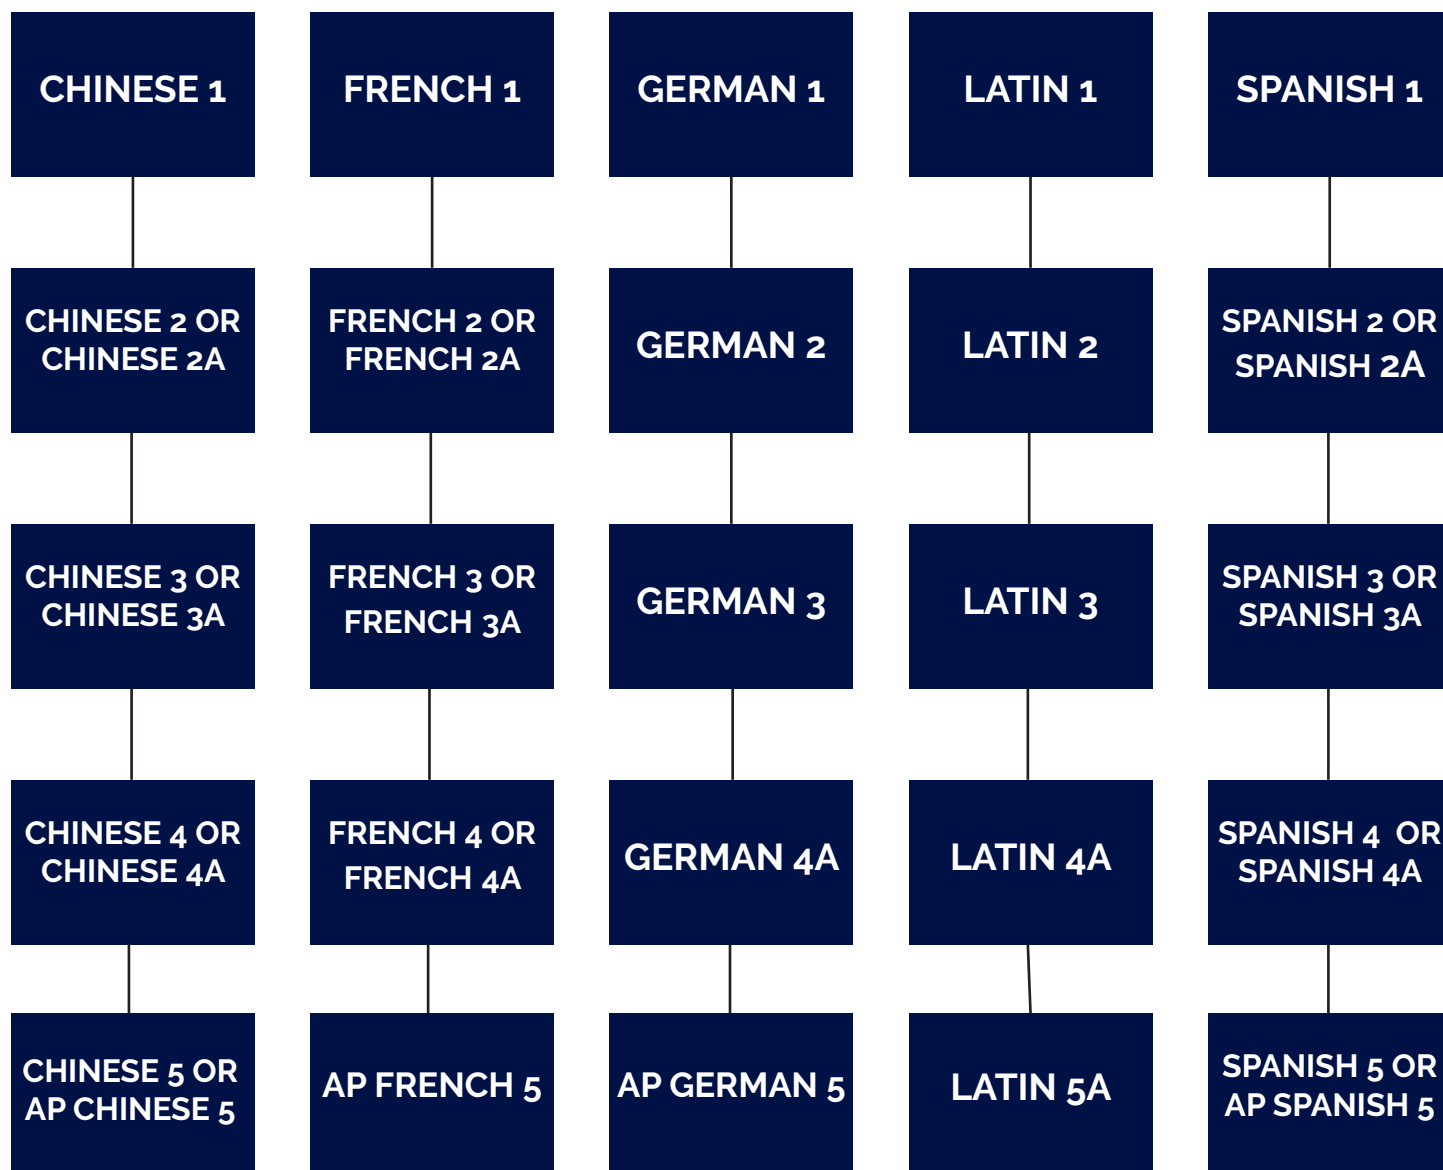 CHINESE 1
FRENCH 1
GERMAN 1
LATIN 1
SPANISH 1
CHINESE 2 OR
CHINESE 2A
FRENCH 2 OR
FRENCH 2A
GERMAN 2
LATIN 2
SPANISH 2 OR
SPANISH 2A
CHINESE 3 OR
CHINESE 3A
FRENCH 3 OR
FRENCH 3A
GERMAN 3
LATIN 3
SPANISH 3 OR
SPANISH 3A
CHINESE 4 OR
CHINESE 4A
FRENCH 4 OR
FRENCH 4A
GERMAN 4A
LATIN 4A
SPANISH 4 OR
SPANISH 4A
CHINESE 5 OR
AP CHINESE 5
AP FRENCH 5
AP GERMAN 5
LATIN 5A
SPANISH 5 OR
AP SPANISH 5